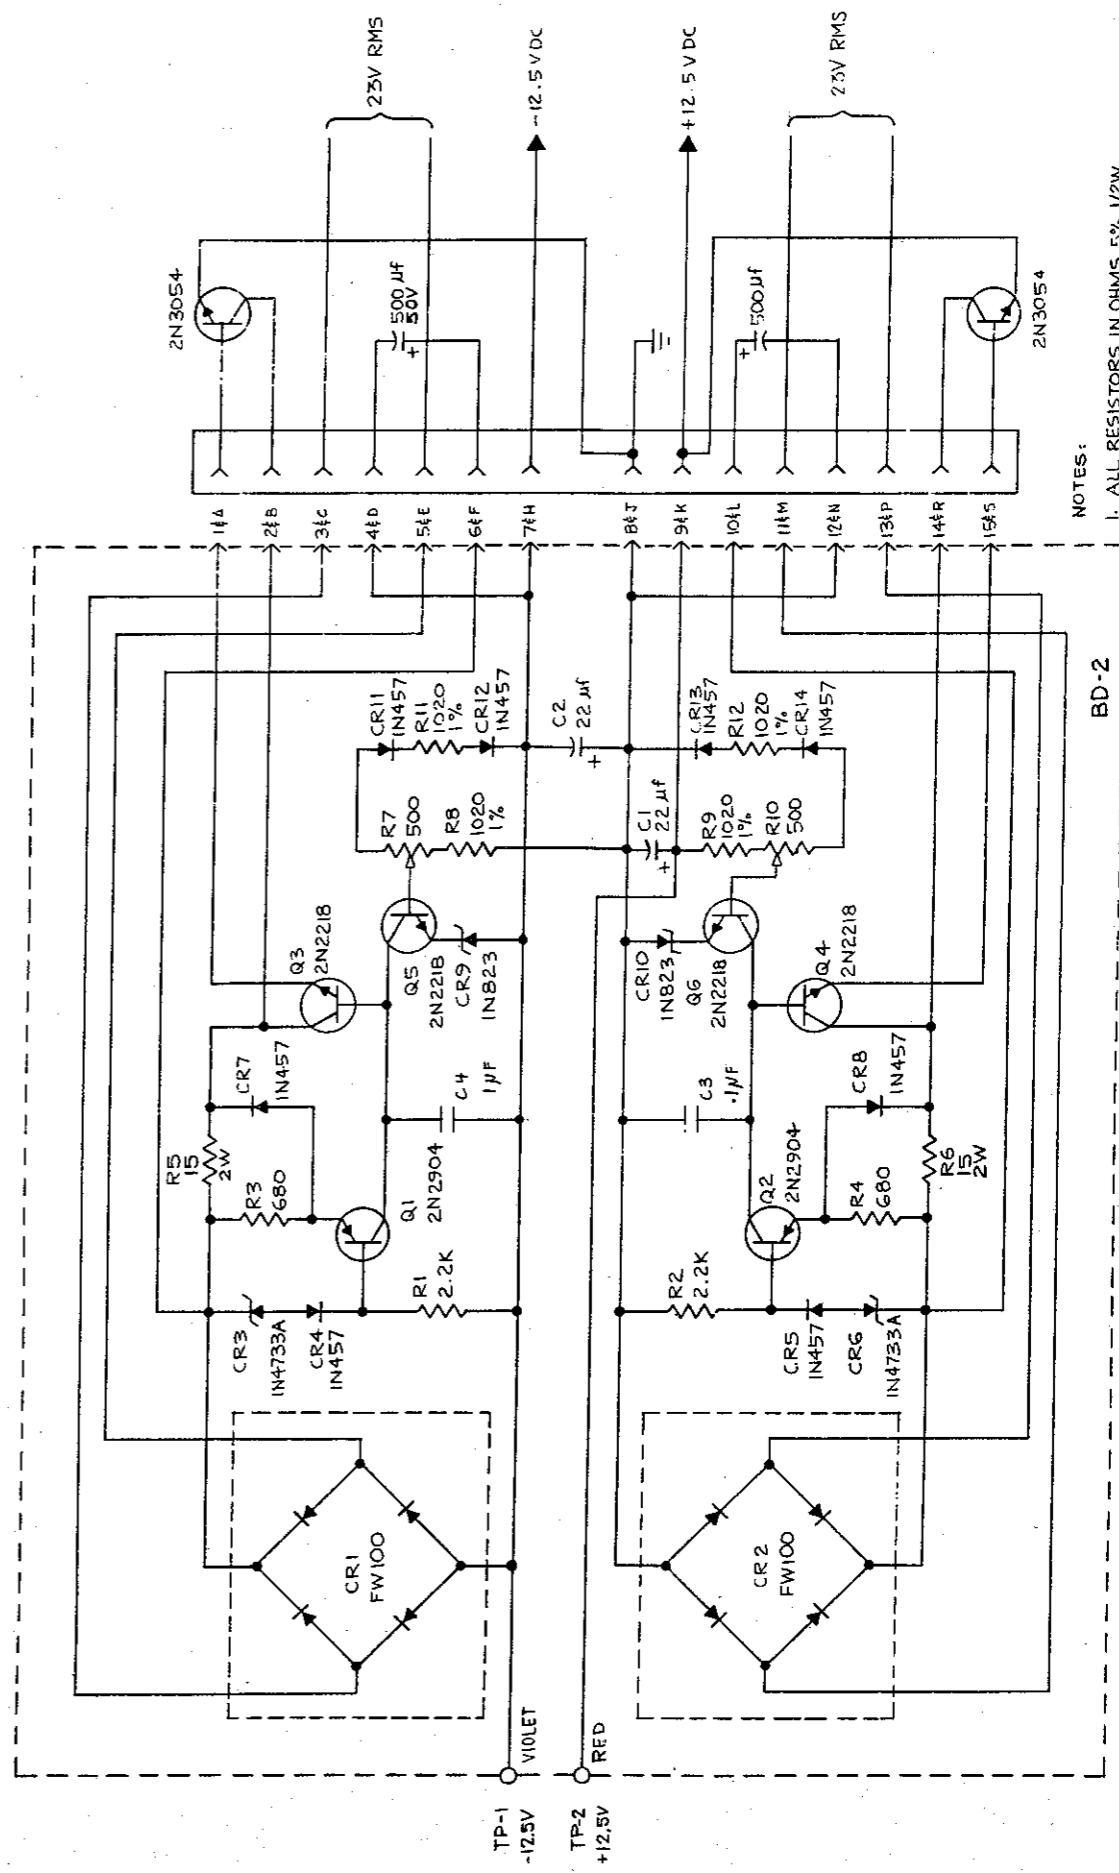 2N3054
23V RMS
500µf
50V
+
-12.5VDC
+12.5VDC
+
500µf
23V RMS
2N3054
1&A
2&B
3&C
4&D
5&E
6&F
7&H
8&J
9&K
10&L
11&M
12&N
13&P
14&R
15&S
NOTES:
1. ALL RESISTORS IN OHMS 5% 1/2W
BD-2
CR11
1N457
R11
1020
1%
CR12
1N457
C2
22µf
+
CR13
1N457
R12
1020
1%
CR14
1N457
R7
500
R8
1020
1%
C1
22µf
+
R9
1020
1%
R10
500
Q3
2N2218
Q5
2N2218
CR9
1N823
CR10
1N823
Q6
2N2218
Q4
2N2218
R5
15
2W
CR7
1N457
R3
680
Q1
2N2904
C4
1µF
C3
.1µF
Q2
2N2904
CR8
1N457
R4
680
R6
15
2W
CR3
1N4733A
CR4
1N457
R1
2.2K
R2
2.2K
CR5
1N457
CR6
1N4733A
CR1
FW100
CR2
FW100
VIOLET
RED
TP-1
-12.5V
TP-2
+12.5V